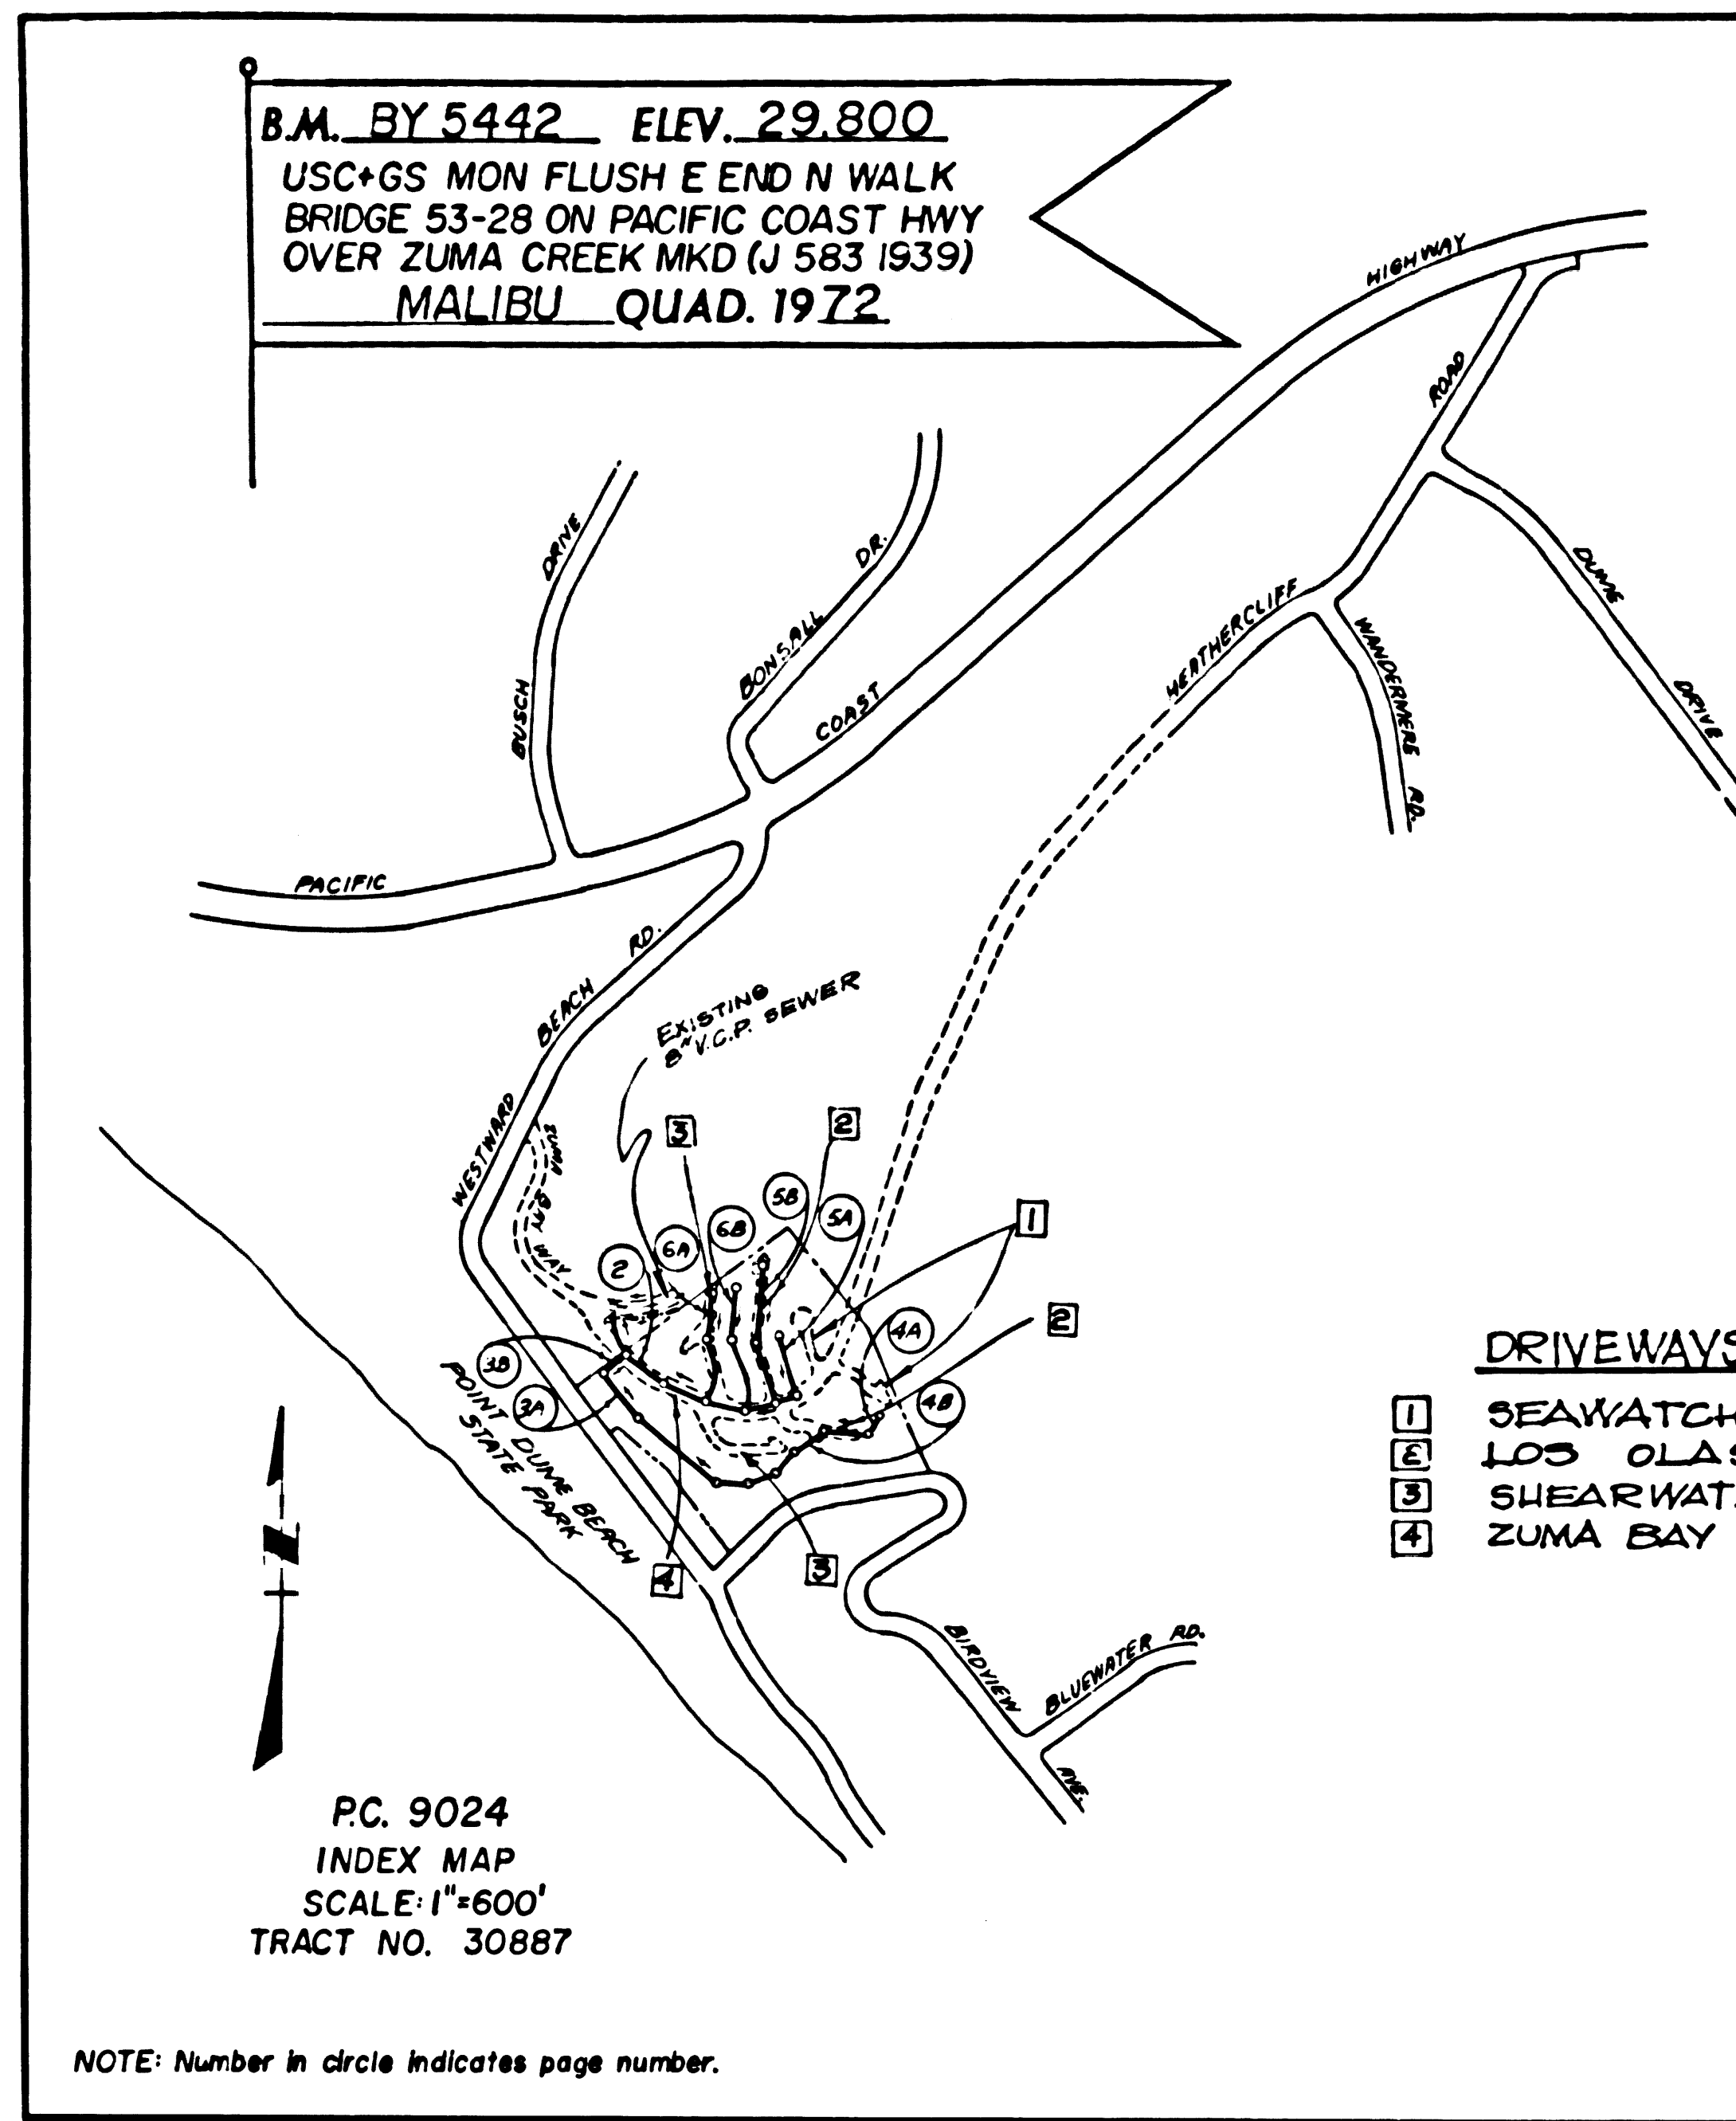 B.M. BY 5442 ELEV. 29.800
USC+GS MON FLUSH E END N WALK
BRIDGE 53-28 ON PACIFIC COAST HWY
OVER ZUMA CREEK MKD (J 583 1939)
MALIBU QUAD. 1972
HIGHWAY
ROAD
DRIVE
DR.
DUME
HEATHERCLIFF
BONSALL
WANDERMERE
BUSCH
COAST
DRIVE
RD.
PACIFIC
RD.
BEACH
EXISTING
8" V.C.P. SEWER
WESTWARD
ZUMA
BAY
WAY
3
2
5B
6B
5A
1
6A
2
2
4A
3B
4B
3A
POINT DUME BEACH
STATE PARK
4
3
DRIVEWAYS
1 SEAWATCH
2 LOS OLAS
3 SHEARWAT
4 ZUMA BAY
BIRDVIEW
BLUEWATER RD.
AVE.
N
P.C. 9024
INDEX MAP
SCALE: 1"=600'
TRACT NO. 30887
NOTE: Number in circle indicates page number.